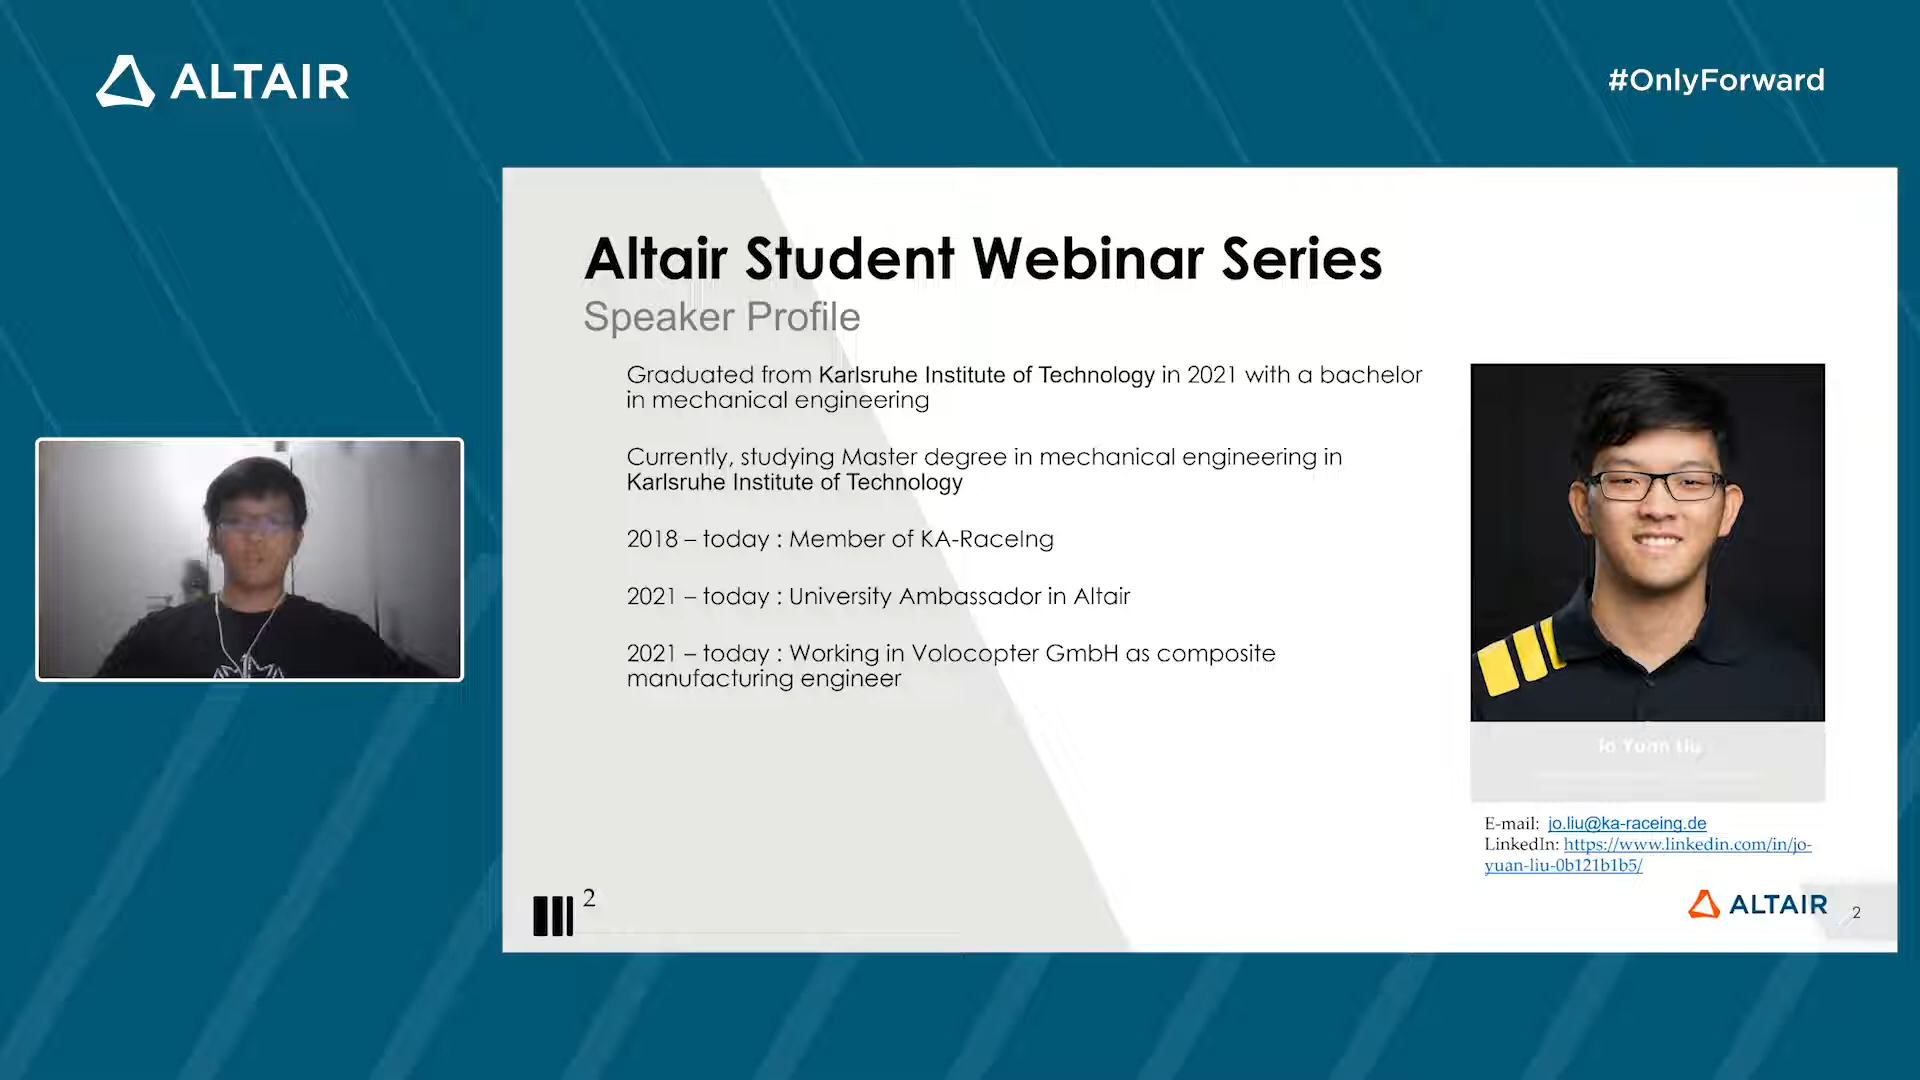 ALTAIR
#OnlyForward
Altair Student Webinar Series
Speaker Profile
Graduated from Karlsruhe Institute of Technology in 2021 with a bachelor
in mechanical engineering
Currently, studying Master degree in mechanical engineering in
Karlsruhe Institute of Technology
2018 – today : Member of KA-RaceIng
2021 – today : University Ambassador in Altair
2021 – today : Working in Volocopter GmbH as composite
manufacturing engineer
Jo Yuan Liu
E-mail: jo.liu@ka-raceing.de
LinkedIn: https://www.linkedin.com/in/jo-
yuan-liu-0b121b1b5/
2
ALTAIR
2